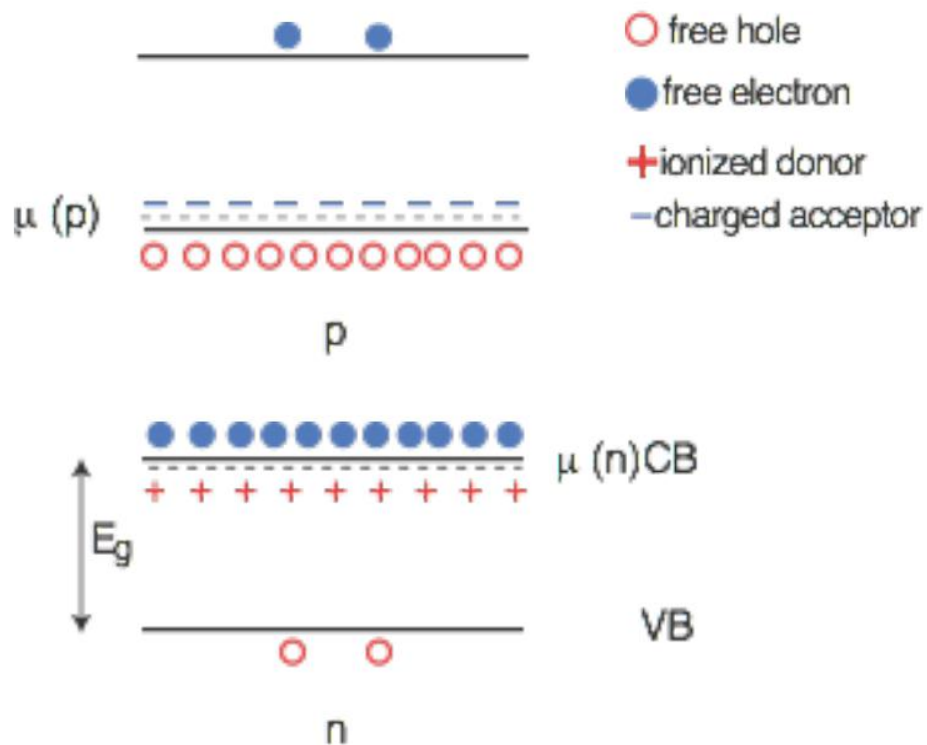 free hole
free electron
ionized donor
charged acceptor
μ (p)
p
μ (n)CB
Eg
VB
n